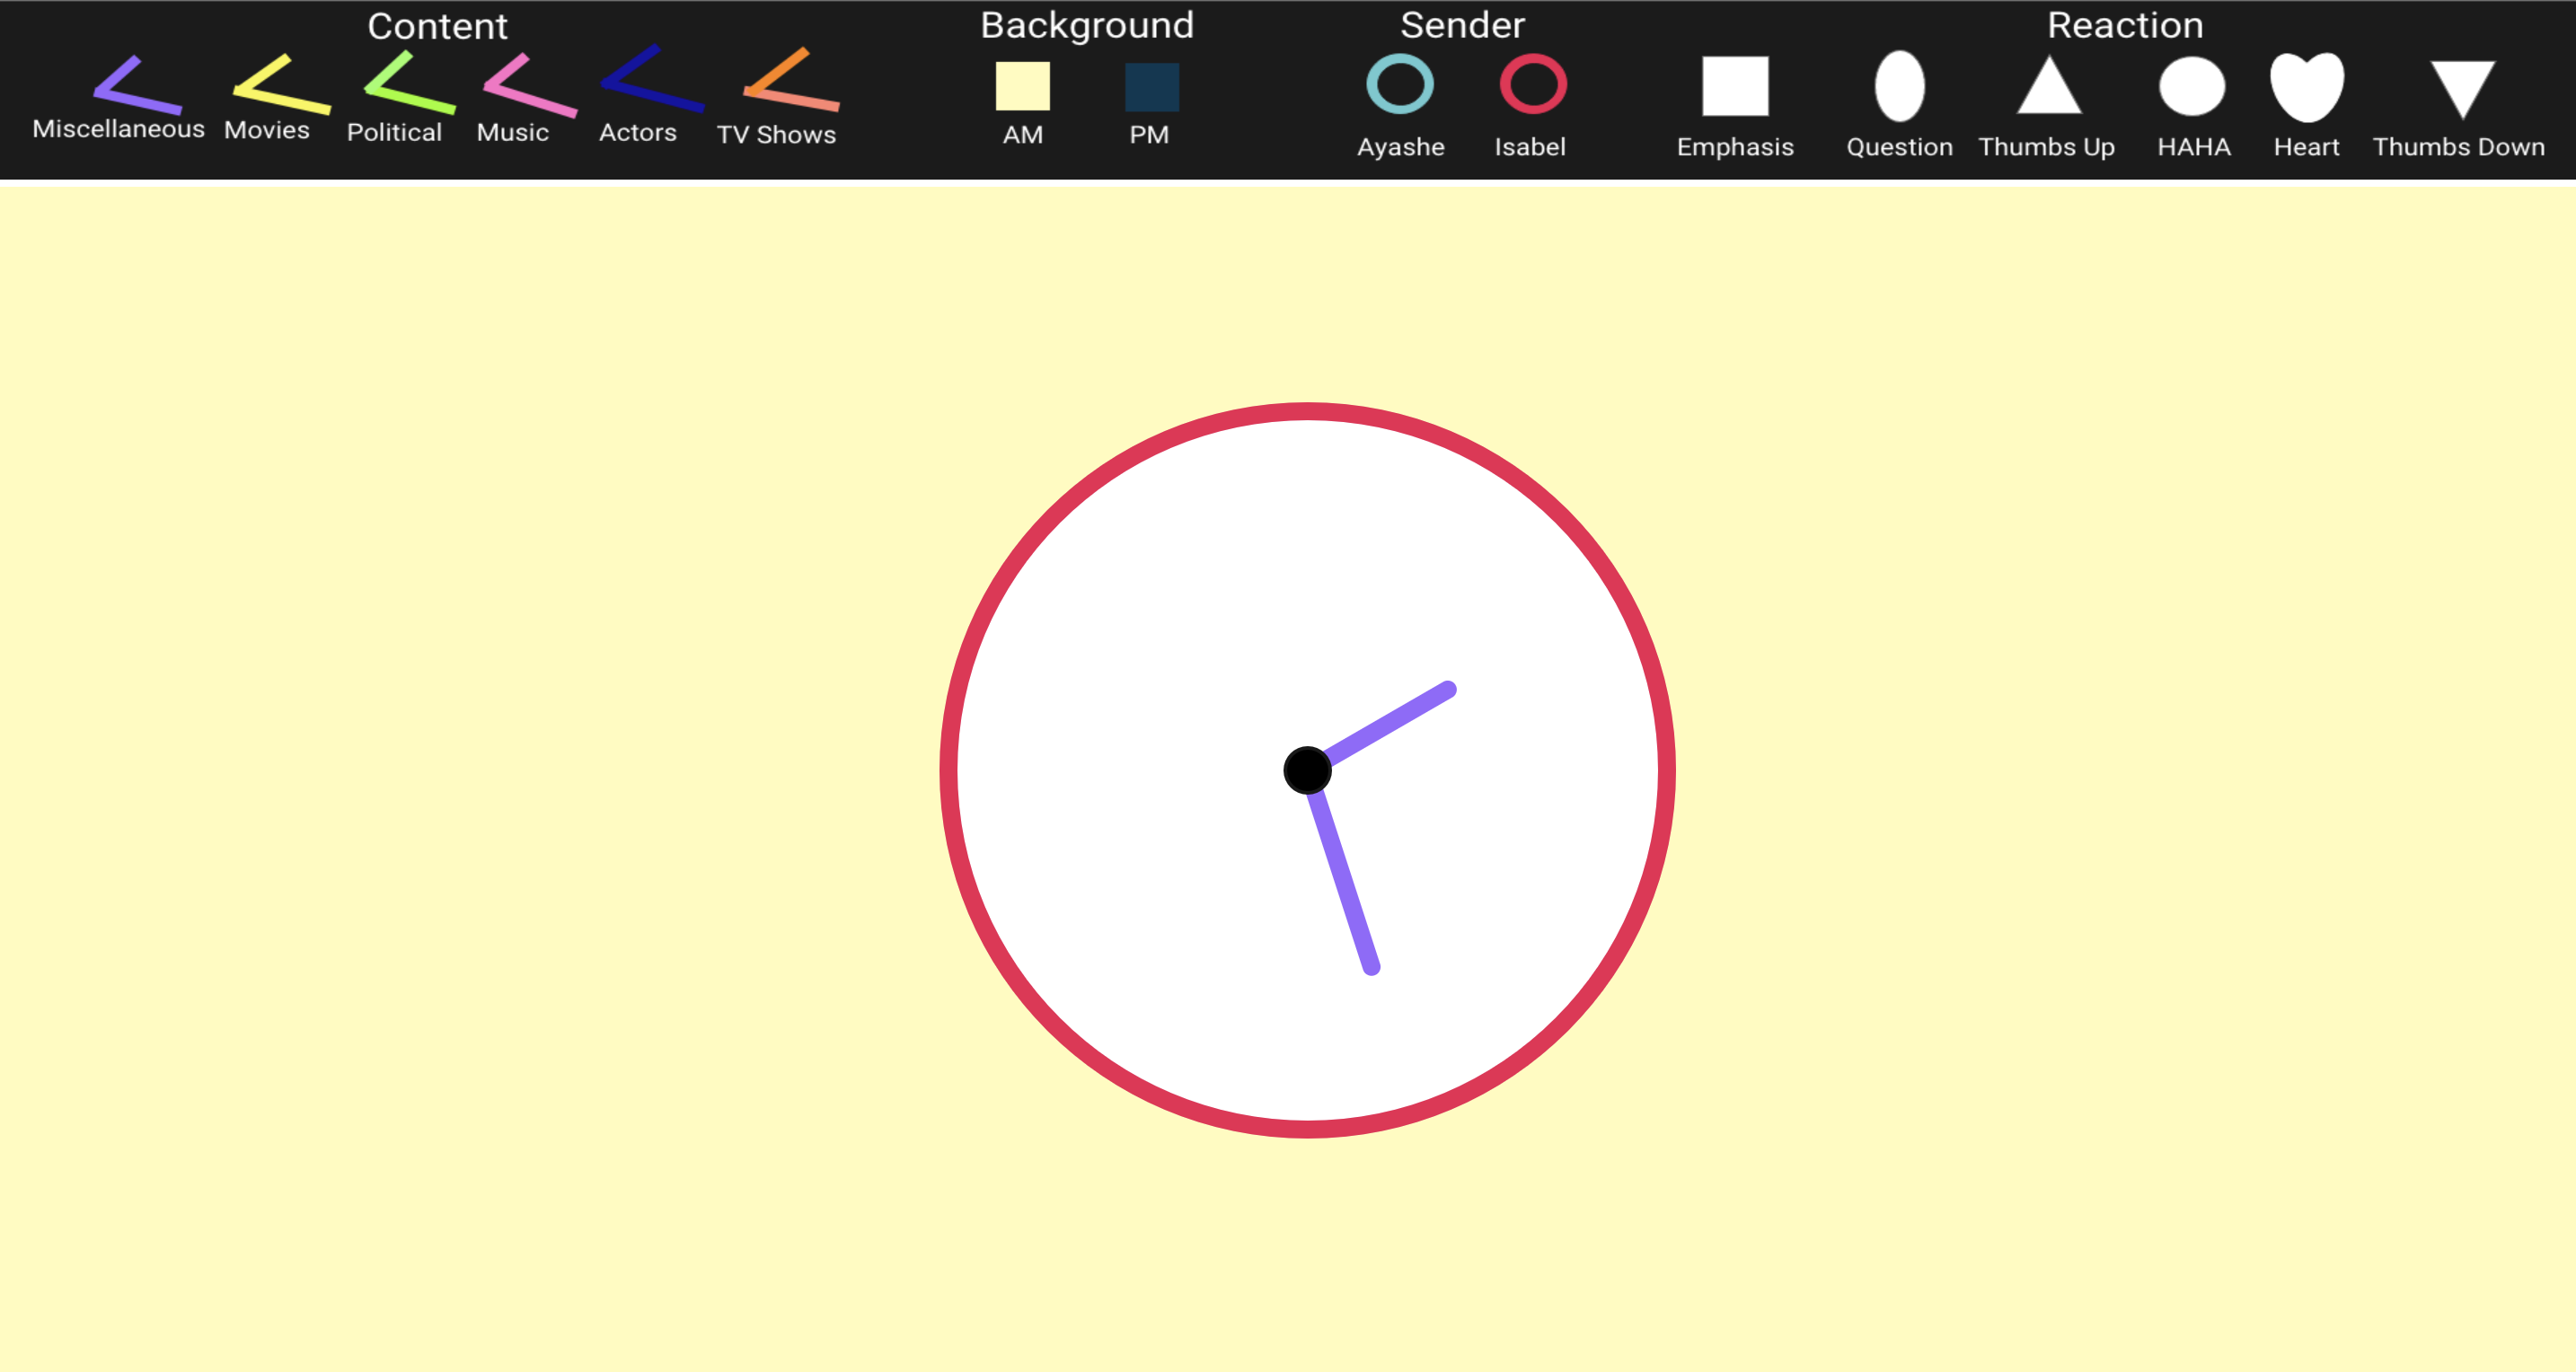 Content
Background
Sender
Reaction
Miscellaneous
Movies
Political
Music
Actors
TV Shows
AM
PM
Ayashe
Isabel
Emphasis
Question
Thumbs Up
HAHA
Heart
Thumbs Down